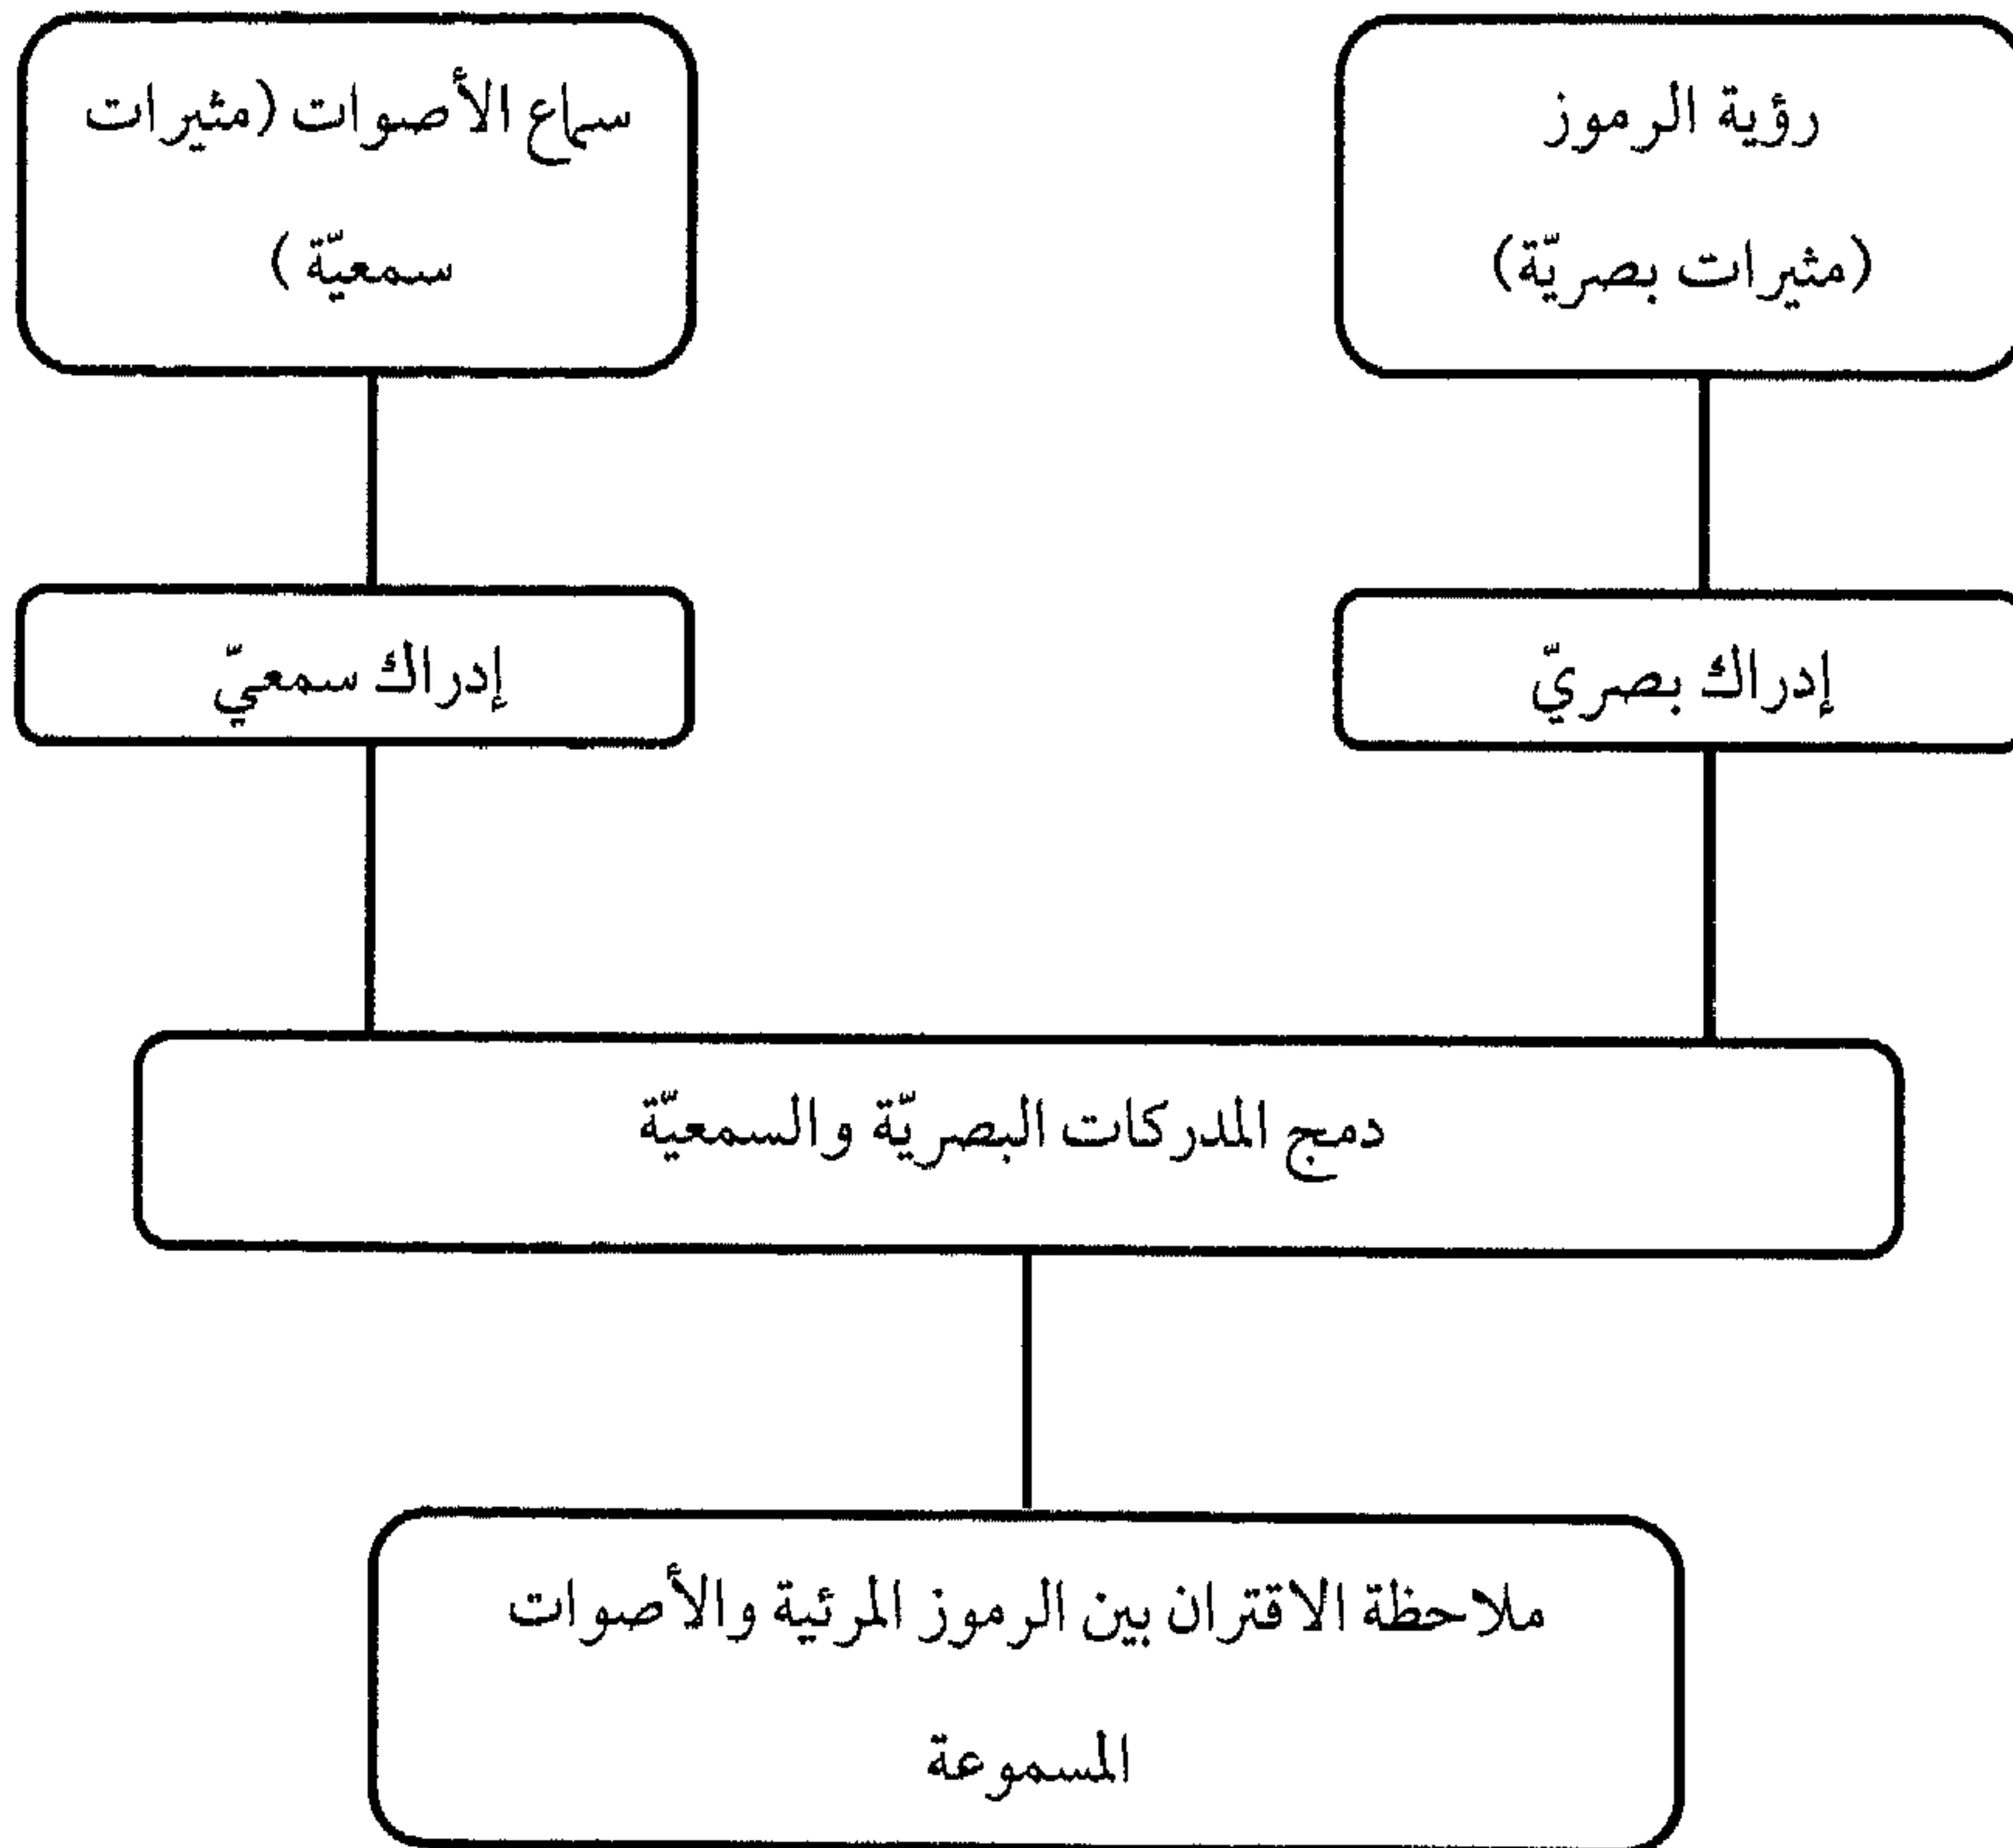 رؤية الرموز
(مثيرات بصريّة)
سماع الأصوات (مثيرات
سمعيّة)
إدراك بصريّ
إدراك سمعيّ
دمج المدركات البصريّة والسمعيّة
ملاحظة الاقتران بين الرموز المرئية والأصوات
المسموعة